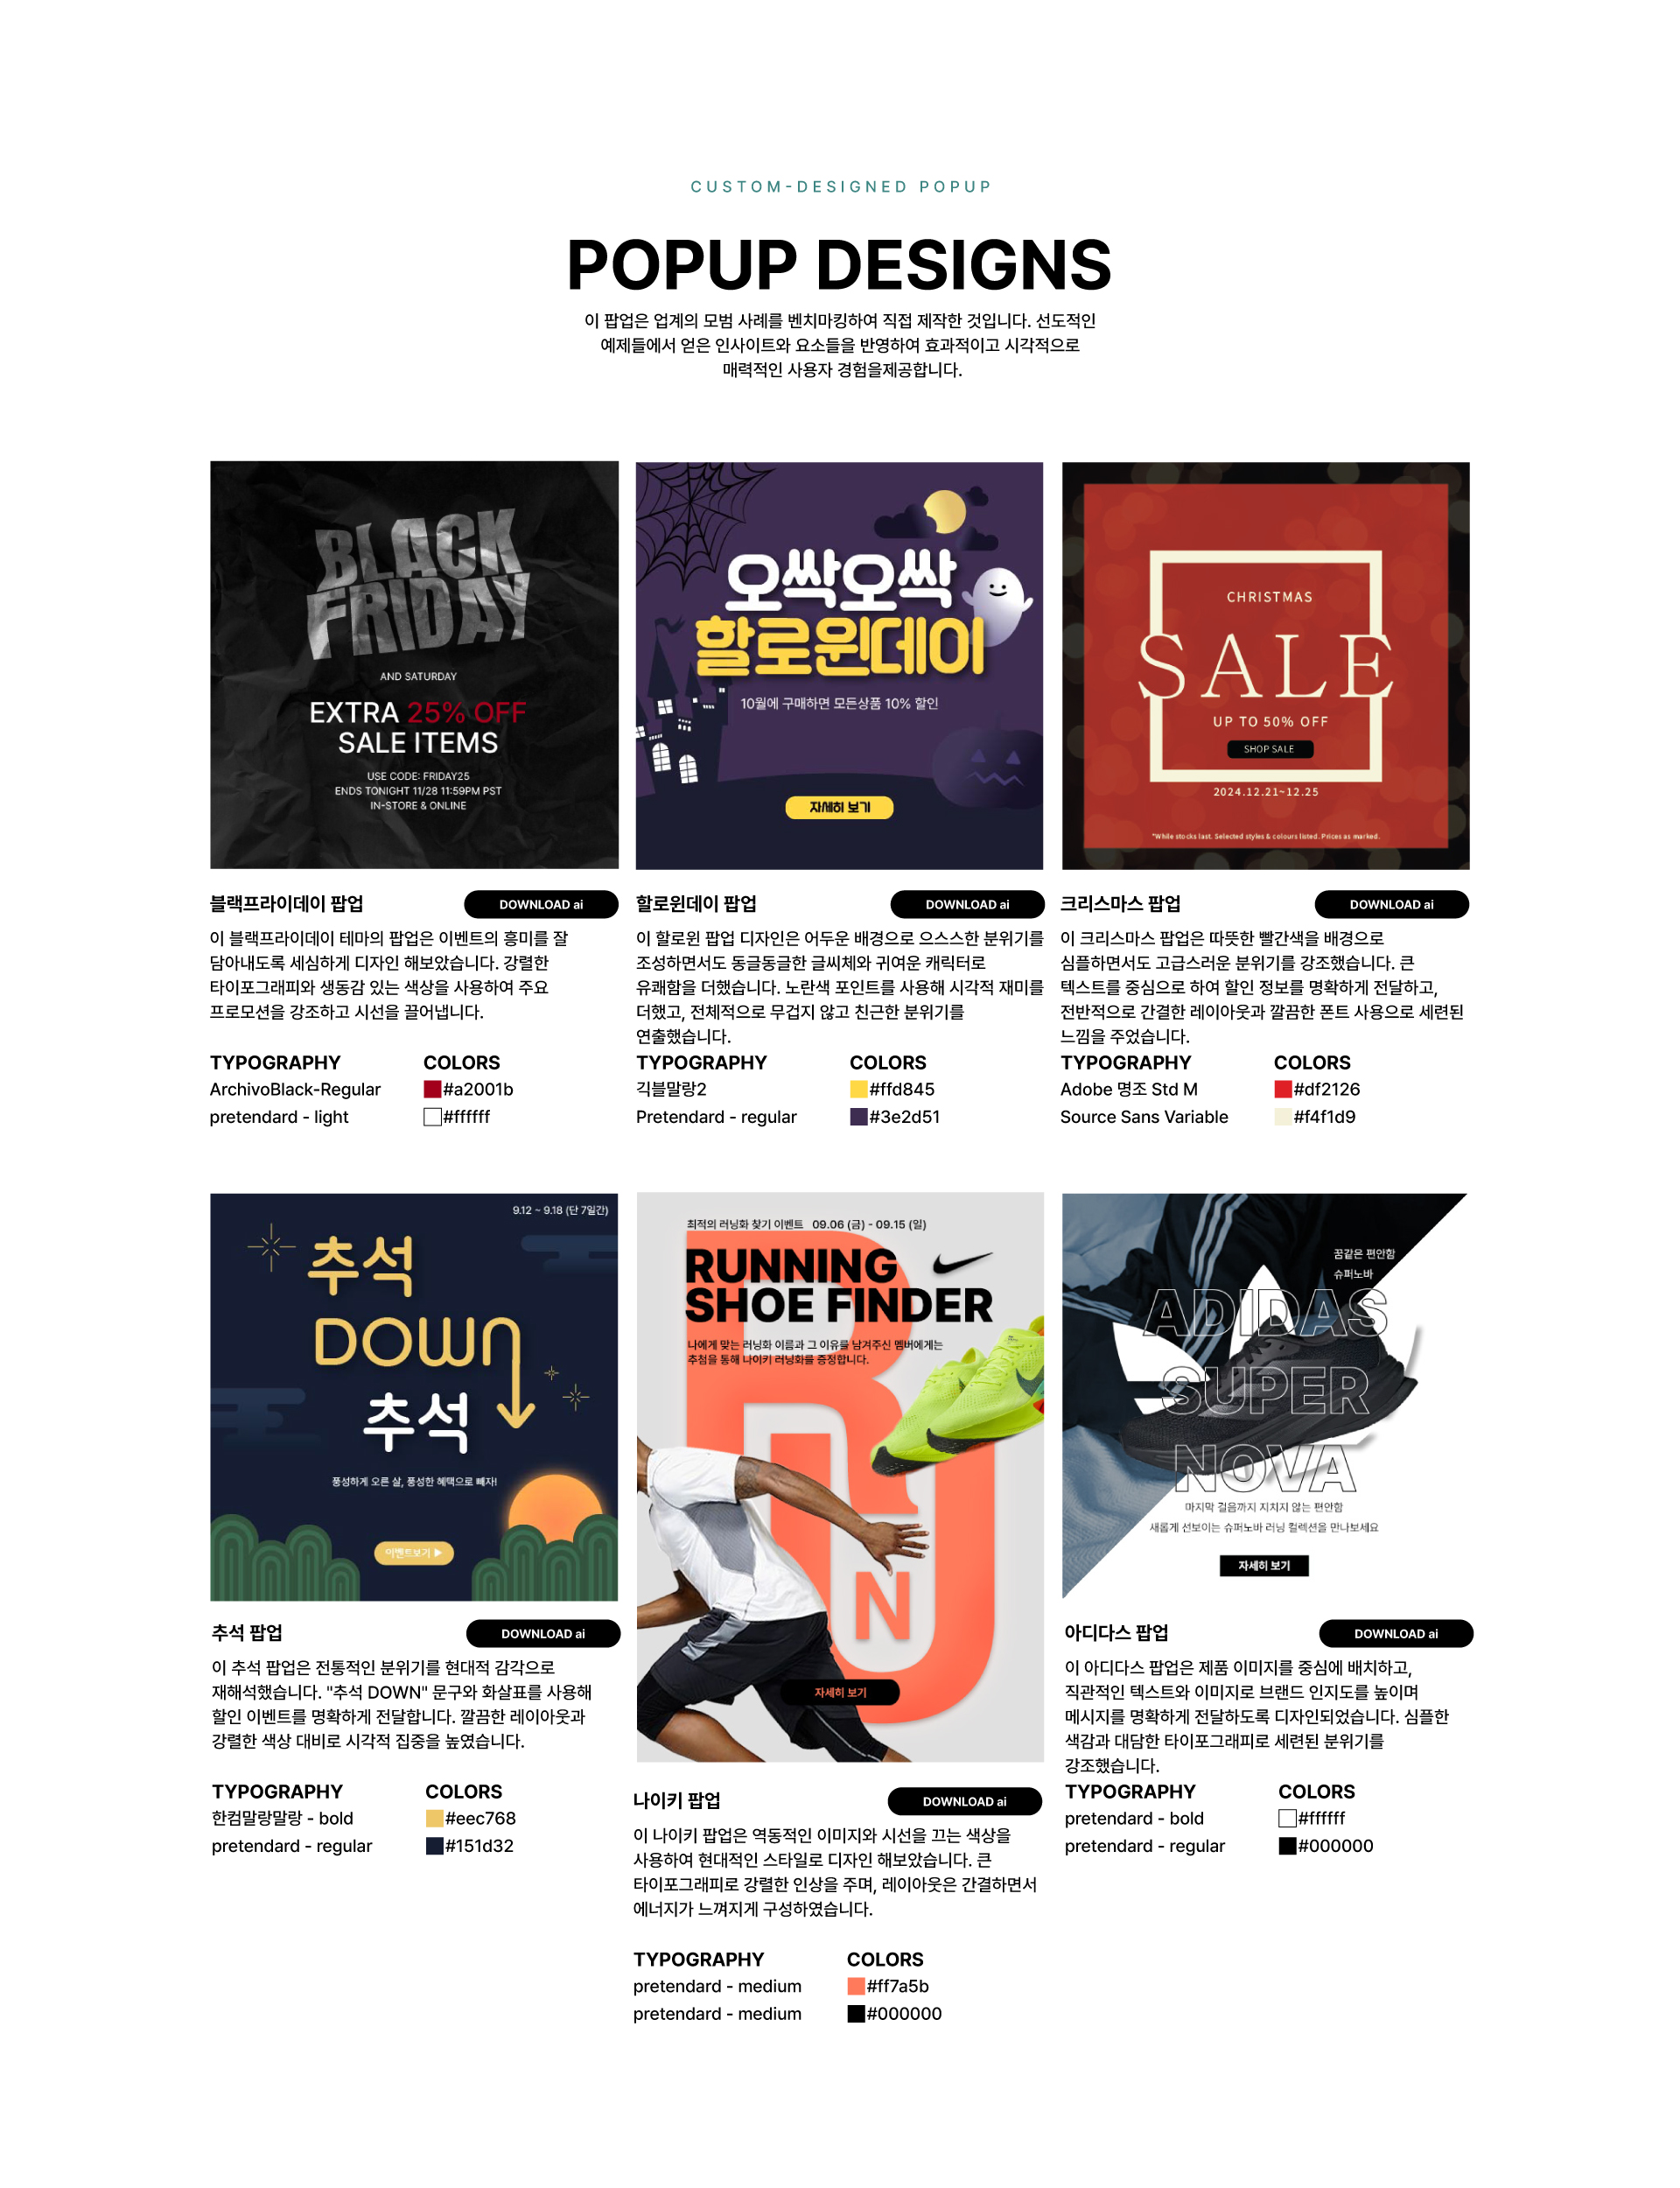 CUSTOM-DESIGNED POPUP
POPUP DESIGNS
이 팝업은 업계의 모범 사례를 벤치마킹하여 직접 제작한 것입니다. 선도적인
예제들에서 얻은 인사이트와 요소들을 반영하여 효과적이고 시각적으로
매력적인 사용자 경험을제공합니다.
BLACK
FRIDAY
AND SATURDAY
EXTRA 25% OFF
SALE ITEMS
USE CODE: FRIDAY25
ENDS TONIGHT 11/28 11:59PM PST
IN-STORE & ONLINE
블랙프라이데이 팝업
DOWNLOAD ai
이 블랙프라이데이 테마의 팝업은 이벤트의 흥미를 잘
담아내도록 세심하게 디자인 해보았습니다. 강렬한
타이포그래피와 생동감 있는 색상을 사용하여 주요
프로모션을 강조하고 시선을 끌어냅니다.
TYPOGRAPHY
ArchivoBlack-Regular
pretendard - light
COLORS
#a2001b
#ffffff
오싹오싹
할로윈데이
10월에 구매하면 모든상품 10% 할인
자세히 보기
할로윈데이 팝업
DOWNLOAD ai
이 할로윈 팝업 디자인은 어두운 배경으로 으스스한 분위기를
조성하면서도 동글동글한 글씨체와 귀여운 캐릭터로
유쾌함을 더했습니다. 노란색 포인트를 사용해 시각적 재미를
더했고, 전체적으로 무겁지 않고 친근한 분위기를
연출했습니다.
TYPOGRAPHY
긱블말랑2
Pretendard - regular
COLORS
#ffd845
#3e2d51
CHRISTMAS
SALE
UP TO 50% OFF
SHOP SALE
2024.12.21~12.25
*While stocks last. Selected styles & colours listed. Prices as marked.
크리스마스 팝업
DOWNLOAD ai
이 크리스마스 팝업은 따뜻한 빨간색을 배경으로
심플하면서도 고급스러운 분위기를 강조했습니다. 큰
텍스트를 중심으로 하여 할인 정보를 명확하게 전달하고,
전반적으로 간결한 레이아웃과 깔끔한 폰트 사용으로 세련된
느낌을 주었습니다.
TYPOGRAPHY
Adobe 명조 Std M
Source Sans Variable
COLORS
#df2126
#f4f1d9
9.12 ~ 9.18 (단 7일간)
추석
DOWN
추석
풍성하게 오른 살, 풍성한 혜택으로 빼자!
이벤트보기 ▶
추석 팝업
DOWNLOAD ai
이 추석 팝업은 전통적인 분위기를 현대적 감각으로
재해석했습니다. "추석 DOWN" 문구와 화살표를 사용해
할인 이벤트를 명확하게 전달합니다. 깔끔한 레이아웃과
강렬한 색상 대비로 시각적 집중을 높였습니다.
TYPOGRAPHY
한컴말랑말랑 - bold
pretendard - regular
COLORS
#eec768
#151d32
최적의 러닝화 찾기 이벤트 09.06 (금) - 09.15 (일)
RUNNING
SHOE FINDER
나에게 맞는 러닝화 이름과 그 이유를 남겨주신 멤버에게는
추첨을 통해 나이키 러닝화를 증정합니다.
R
U
N
자세히 보기
나이키 팝업
DOWNLOAD ai
이 나이키 팝업은 역동적인 이미지와 시선을 끄는 색상을
사용하여 현대적인 스타일로 디자인 해보았습니다. 큰
타이포그래피로 강렬한 인상을 주며, 레이아웃은 간결하면서
에너지가 느껴지게 구성하였습니다.
TYPOGRAPHY
pretendard - medium
pretendard - medium
COLORS
#ff7a5b
#000000
꿈같은 편안함
슈퍼노바
ADIDAS
SUPER
NOVA
마지막 걸음까지 지치지 않는 편안함
새롭게 선보이는 슈퍼노바 러닝 컬렉션을 만나보세요
자세히 보기
아디다스 팝업
DOWNLOAD ai
이 아디다스 팝업은 제품 이미지를 중심에 배치하고,
직관적인 텍스트와 이미지로 브랜드 인지도를 높이며
메시지를 명확하게 전달하도록 디자인되었습니다. 심플한
색감과 대담한 타이포그래피로 세련된 분위기를
강조했습니다.
TYPOGRAPHY
pretendard - bold
pretendard - regular
COLORS
#ffffff
#000000